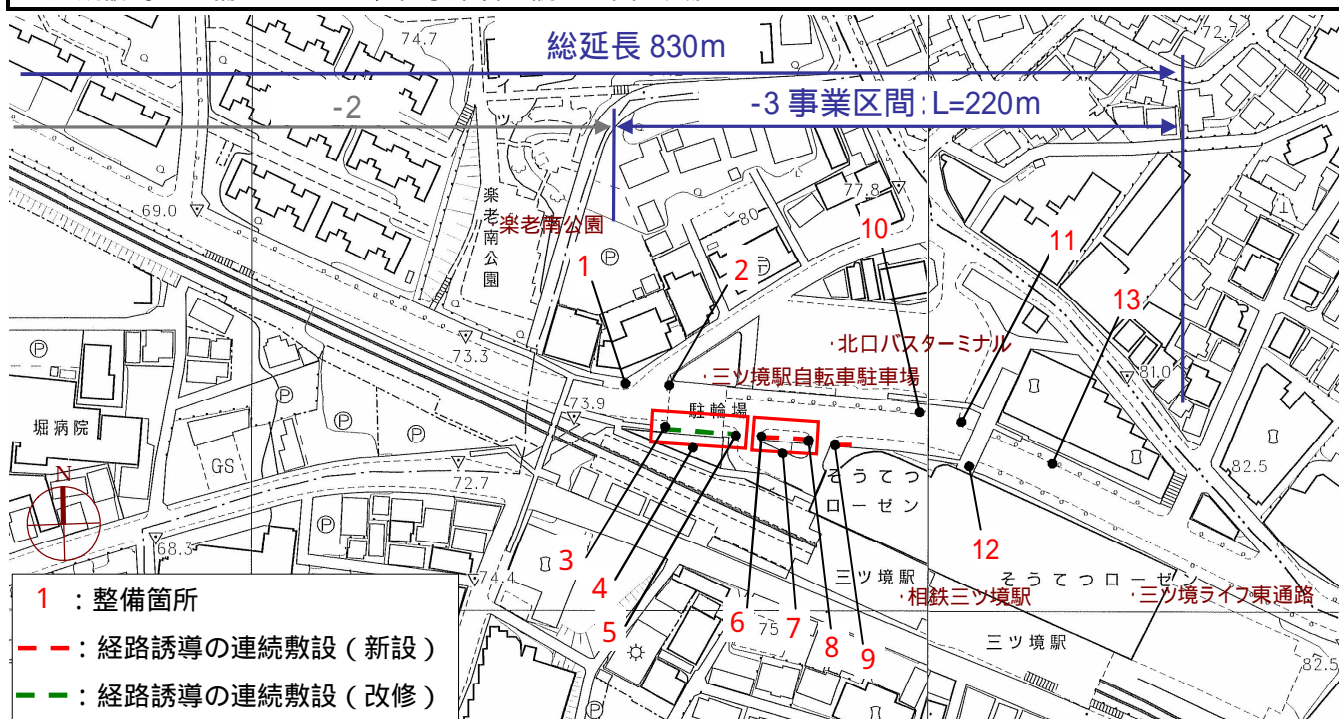 総延長 830m
-2
-3 事業区間：L=220m
74.7
72.7
69.0
楽老南公園
楽老南公園
80
77.8
10
11
1
2
13
73.3
・北口バスターミナル
・三ツ境駅自転車駐車場
81.0
73.9
駐輪場
堀病院
GS
N
72.7
そうてつ
ローゼン
82.5
68.3
3
12
74.4
4
三ツ境駅
そうてつローゼン
・相鉄三ツ境駅
・三ツ境ライフ東通路
5
6
75
7
8
9
三ツ境駅
82.5
1 ：整備箇所
：経路誘導の連続敷設（新設）
：経路誘導の連続敷設（改修）